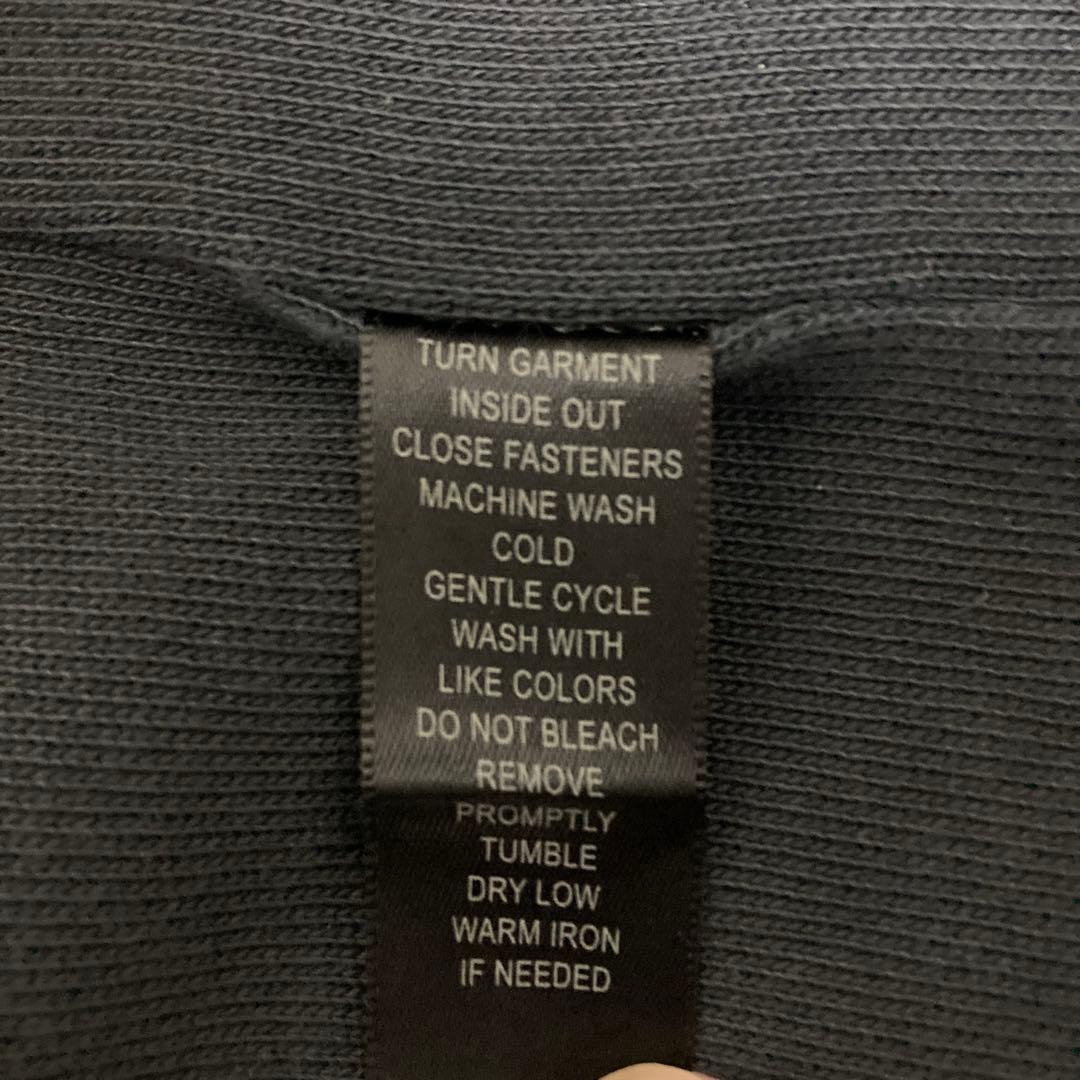 TURN GARMENT
INSIDE OUT
CLOSE FASTENERS
MACHINE WASH
COLD
GENTLE CYCLE
WASH WITH
LIKE COLORS
DO NOT BLEACH
REMOVE
PROMPTLY
TUMBLE
DRY LOW
WARM IRON
IF NEEDED